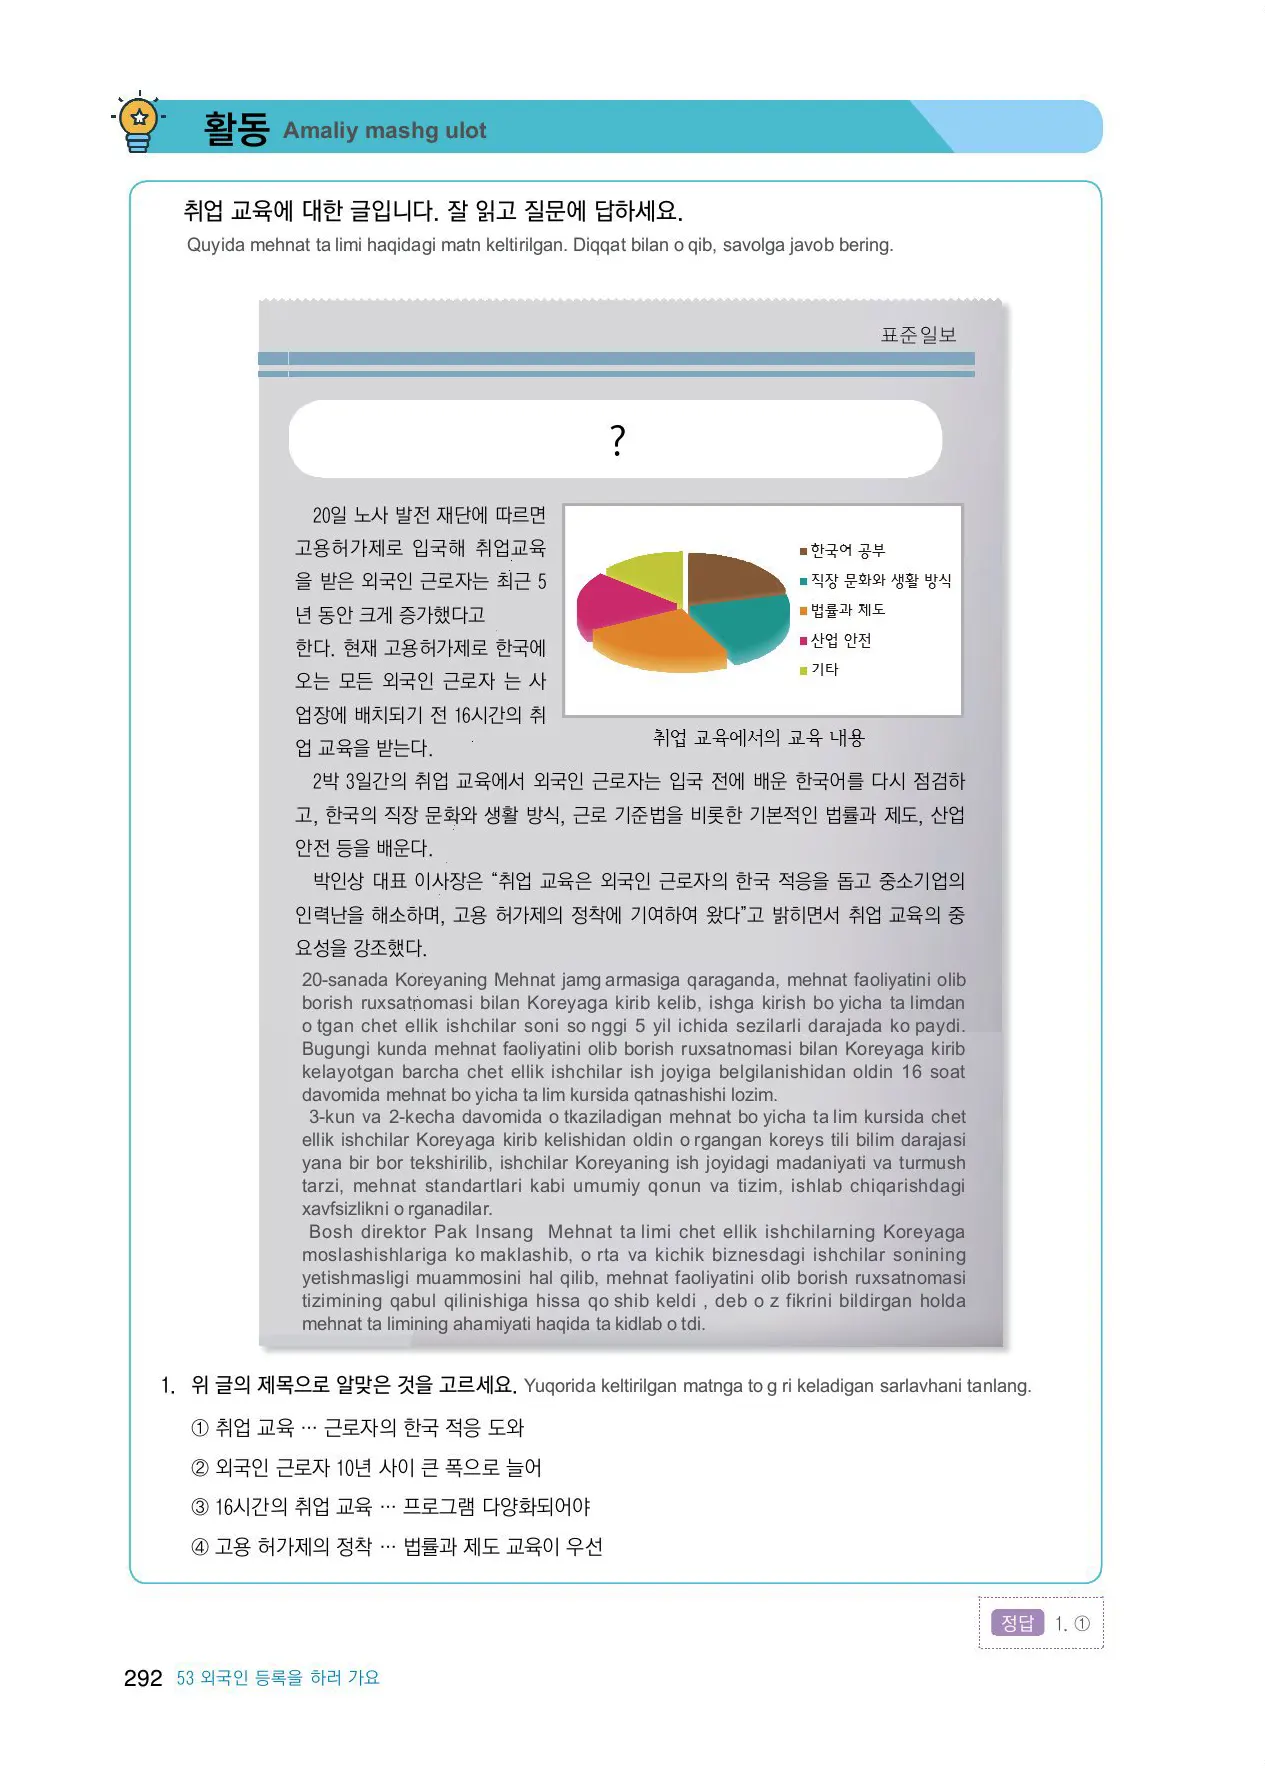 활동 Amaliy mashg ulot
취업 교육에 대한 글입니다. 잘 읽고 질문에 답하세요.
Quyida mehnat ta limi haqidagi matn keltirilgan. Diqqat bilan o qib, savolga javob bering.
표준일보
?
20일 노사 발전 재단에 따르면
고용허가제로 입국해 취업교육
을 받은 외국인 근로자는 최근 5
년 동안 크게 증가했다고
한다. 현재 고용허가제로 한국에
오는 모든 외국인 근로자 는 사
업장에 배치되기 전 16시간의 취
업 교육을 받는다.
한국어 공부
직장 문화와 생활 방식
법률과 제도
산업 안전
기타
취업 교육에서의 교육 내용
2박 3일간의 취업 교육에서 외국인 근로자는 입국 전에 배운 한국어를 다시 점검하
고, 한국의 직장 문화와 생활 방식, 근로 기준법을 비롯한 기본적인 법률과 제도, 산업
안전 등을 배운다.
박인상 대표 이사장은 “취업 교육은 외국인 근로자의 한국 적응을 돕고 중소기업의
인력난을 해소하며, 고용 허가제의 정착에 기여하여 왔다”고 밝히면서 취업 교육의 중
요성을 강조했다.
20-sanada Koreyaning Mehnat jamg armasiga qaraganda, mehnat faoliyatini olib
borish ruxsatnomasi bilan Koreyaga kirib kelib, ishga kirish bo yicha ta limdan
o tgan chet ellik ishchilar soni so nggi 5 yil ichida sezilarli darajada ko paydi.
Bugungi kunda mehnat faoliyatini olib borish ruxsatnomasi bilan Koreyaga kirib
kelayotgan barcha chet ellik ishchilar ish joyiga belgilanishidan oldin 16 soat
davomida mehnat bo yicha ta lim kursida qatnashishi lozim.
3-kun va 2-kecha davomida o tkaziladigan mehnat bo yicha ta lim kursida chet
ellik ishchilar Koreyaga kirib kelishidan oldin o rgangan koreys tili bilim darajasi
yana bir bor tekshirilib, ishchilar Koreyaning ish joyidagi madaniyati va turmush
tarzi, mehnat standartlari kabi umumiy qonun va tizim, ishlab chiqarishdagi
xavfsizlikni o rganadilar.
Bosh direktor Pak Insang Mehnat ta limi chet ellik ishchilarning Koreyaga
moslashishlariga ko maklashib, o rta va kichik biznesdagi ishchilar sonining
yetishmasligi muammosini hal qilib, mehnat faoliyatini olib borish ruxsatnomasi
tizimining qabul qilinishiga hissa qo shib keldi , deb o z fikrini bildirgan holda
mehnat ta limining ahamiyati haqida ta kidlab o tdi.
1. 위 글의 제목으로 알맞은 것을 고르세요. Yuqorida keltirilgan matnga to g ri keladigan sarlavhani tanlang.
① 취업 교육 … 근로자의 한국 적응 도와
② 외국인 근로자 10년 사이 큰 폭으로 늘어
③ 16시간의 취업 교육 … 프로그램 다양화되어야
④ 고용 허가제의 정착 … 법률과 제도 교육이 우선
정답 1. ①
292 53 외국인 등록을 하러 가요